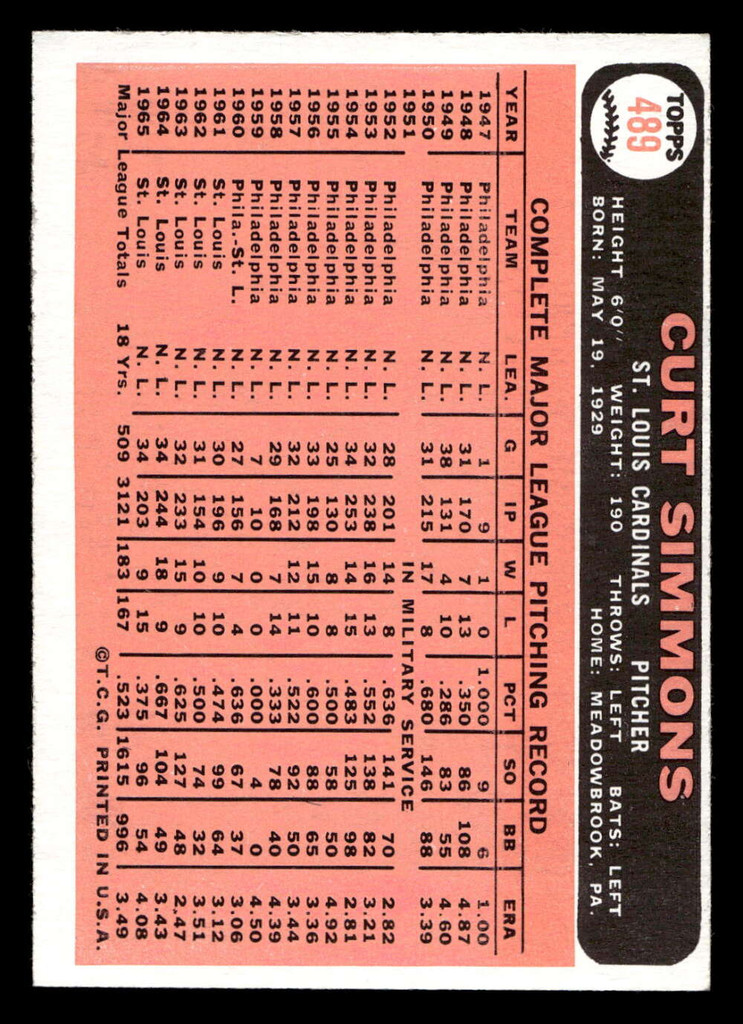 TOPPS
489
CURT SIMMONS
ST. LOUIS CARDINALS PITCHER
HEIGHT 6'0" WEIGHT: 190 THROWS: LEFT BATS: LEFT
BORN: MAY 19, 1929 HOME: MEADOWBROOK, PA.
COMPLETE MAJOR LEAGUE PITCHING RECORD
YEAR TEAM LEA. G IP W L PCT SO BB ERA
1947 Philadelphia N. L. 1 9 1 0 1.000 9 6 1.00
1948 Philadelphia N. L. 31 170 7 13 .350 86 108 4.87
1949 Philadelphia N. L. 38 131 4 10 .286 83 55 4.60
1950 Philadelphia N. L. 31 215 17 8 .680 146 88 3.39
1951 IN MILITARY SERVICE
1952 Philadelphia N. L. 28 201 14 8 .636 141 70 2.82
1953 Philadelphia N. L. 32 238 16 13 .552 138 82 3.21
1954 Philadelphia N. L. 34 253 14 15 .483 125 98 2.81
1955 Philadelphia N. L. 25 130 8 8 .500 58 50 4.92
1956 Philadelphia N. L. 33 198 15 10 .600 88 65 3.36
1957 Philadelphia N. L. 32 212 12 11 .522 92 50 3.44
1958 Philadelphia N. L. 29 168 7 14 .333 78 40 4.39
1959 Philadelphia N. L. 7 10 0 0 .000 4 0 4.50
1960 Phila.-St. L. N. L. 27 156 7 4 .636 67 37 3.06
1961 St. Louis N. L. 30 196 9 10 .474 99 64 3.12
1962 St. Louis N. L. 31 154 10 10 .500 74 32 3.51
1963 St. Louis N. L. 32 233 15 9 .625 127 48 2.47
1964 St. Louis N. L. 34 244 18 9 .667 104 49 3.43
1965 St. Louis N. L. 34 203 9 15 .375 96 54 4.08
Major League Totals 18 Yrs. 509 3121 183 167 .523 1615 996 3.49
©T.C.G. PRINTED IN U.S.A.